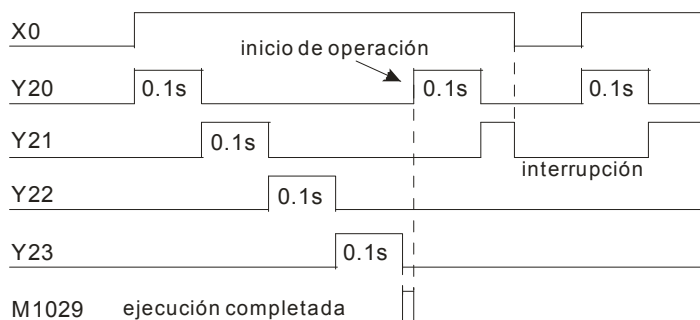 X0
inicio de operación
Y20 0.1s 0.1s 0.1s
Y21 0.1s
interrupción
Y22 0.1s
Y23 0.1s
M1029 ejecución completada